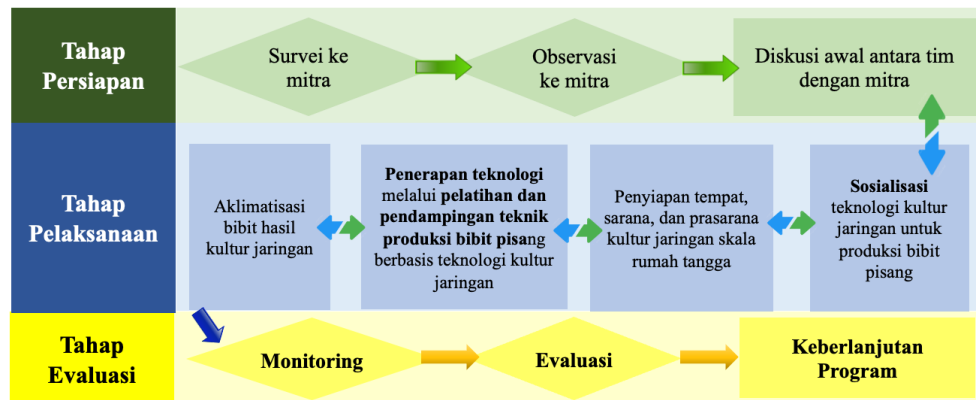 Tahap
Persiapan
Survei ke
mitra
Observasi
ke mitra
Diskusi awal antara tim
dengan mitra
Tahap
Pelaksanaan
Aklimatisasi
bibit hasil
kultur jaringan
Penerapan teknologi
melalui pelatihan dan
pendampingan teknik
produksi bibit pisang
berbasis teknologi kultur
jaringan
Penyiapan tempat,
sarana, dan prasarana
kultur jaringan skala
rumah tangga
Sosialisasi
teknologi kultur
jaringan untuk
produksi bibit
pisang
Tahap
Evaluasi
Monitoring
Evaluasi
Keberlanjutan
Program